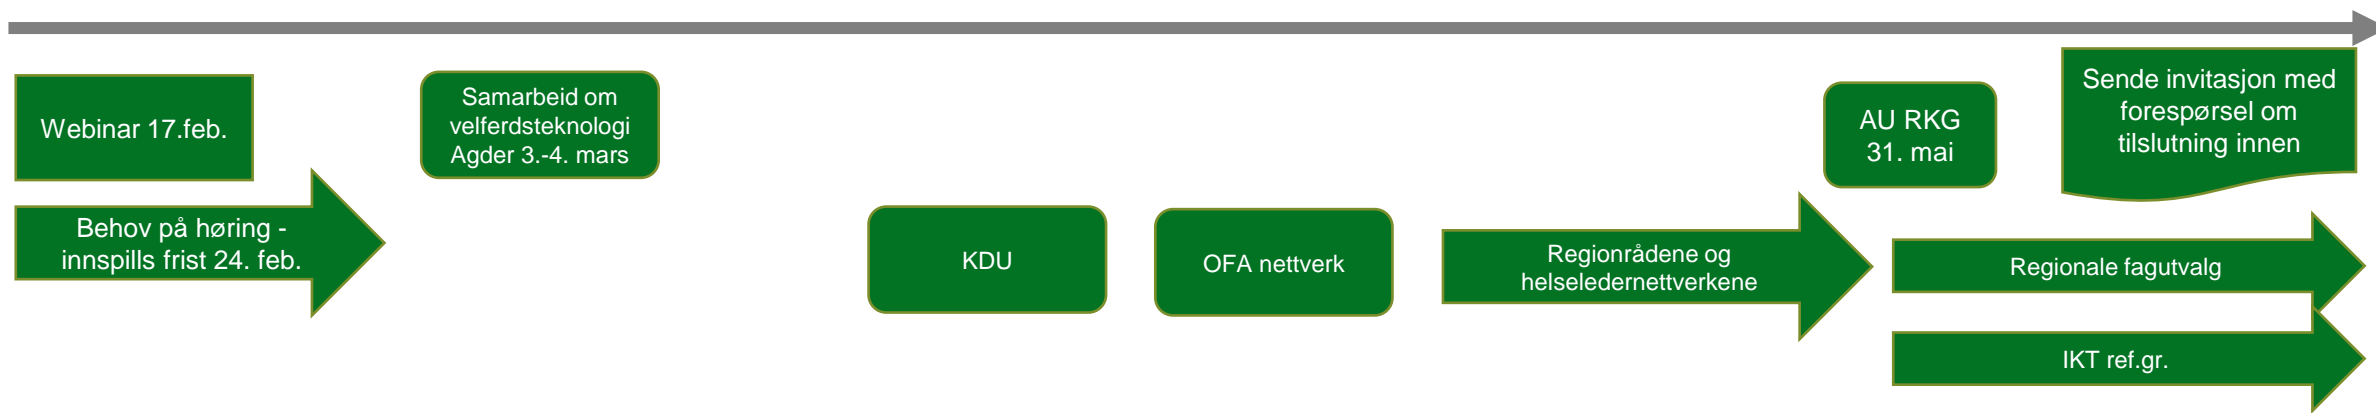 Webinar 17.feb.
Behov på høring -
innspills frist 24. feb.
Samarbeid om
velferdsteknologi
Agder 3.-4. mars
KDU
OFA nettverk
Regionrådene og
helseledernettverkene
AU RKG
31. mai
Sende invitasjon med
forespørsel om
tilslutning innen
Regionale fagutvalg
IKT ref.gr.